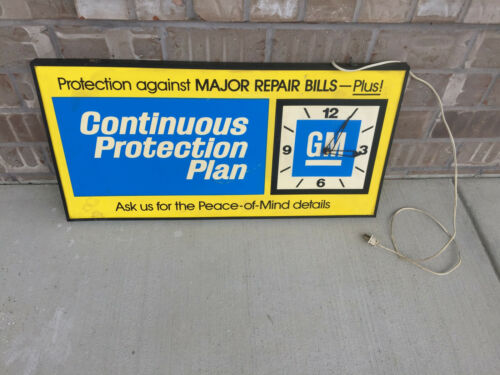 Protection against MAJOR REPAIR BILLS—Plus!
Continuous
Protection
Plan
12
9
GM
3
6
Ask us for the Peace-of-Mind details